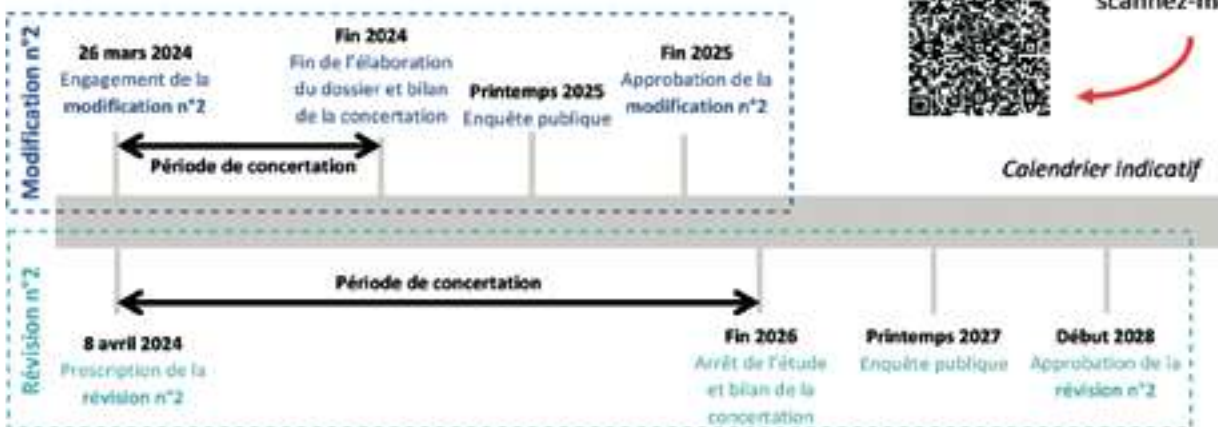 scannez-m
Modification n°2
26 mars 2024
Engagement de la
modification n°2
Fin 2024
Fin de l'élaboration
du dossier et bilan
de la concertation
Printemps 2025
Enquête publique
Fin 2025
Approbation de la
modification n°2
Période de concertation
Calendrier indicatif
Révision n°2
Période de concertation
8 avril 2024
Prescription de la
révision n°2
Fin 2026
Arrêt de l'étude
et bilan de la
concertation
Printemps 2027
Enquête publique
Début 2028
Approbation de la
révision n°2